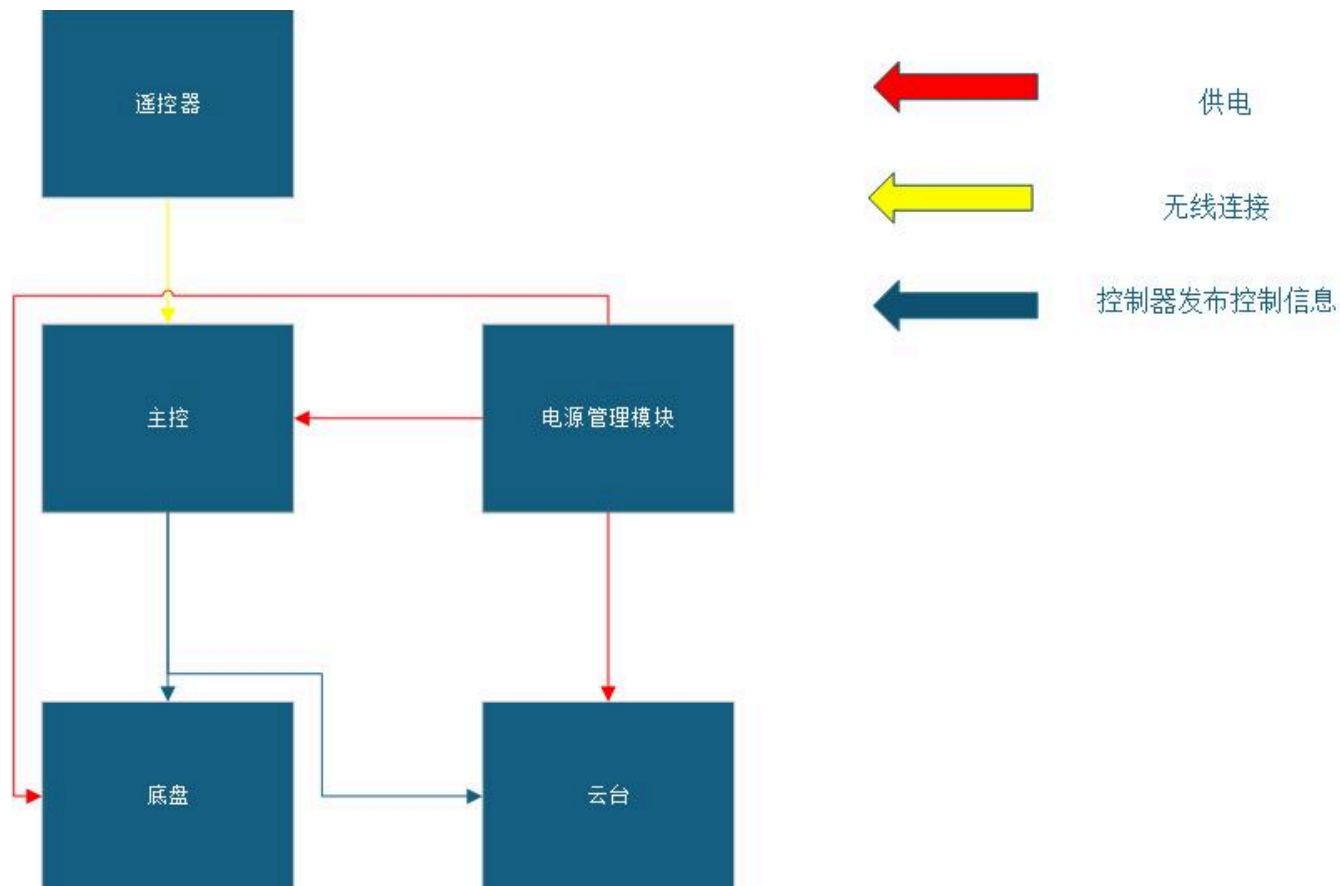 遥控器
供电
无线连接
控制器发布控制信息
主控
电源管理模块
底盘
云台